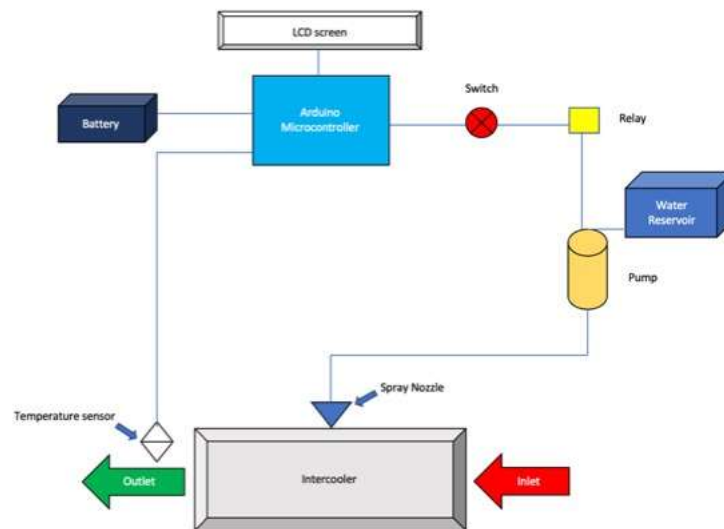 LCD screen
Battery
Arduino
Microcontroller
Switch
Relay
Water
Reservoir
Pump
Spray Nozzle
Temperature sensor
Outlet
Intercooler
Inlet